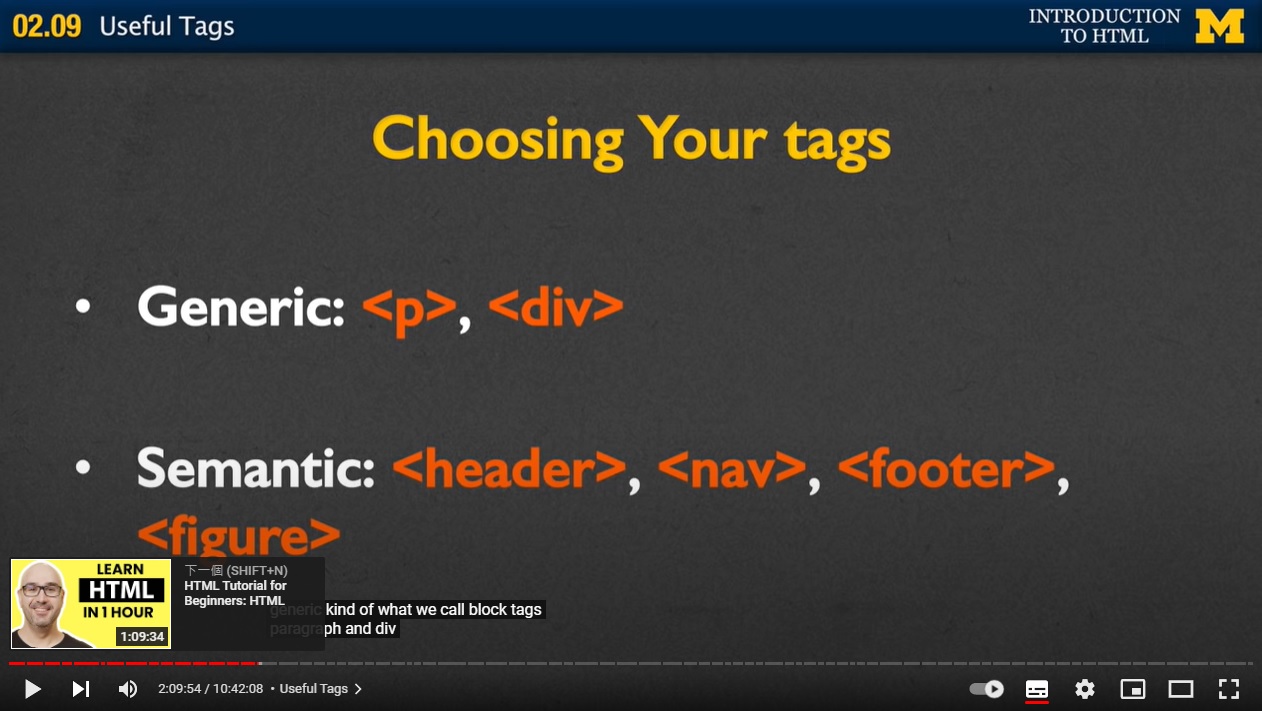 02.09 Useful Tags
INTRODUCTION
TO HTML
M
Choosing Your tags
• Generic: <p>, <div>
• Semantic: <header>, <nav>, <footer>,
<figure>
LEARN
HTML
IN 1 HOUR
1:09:34
下一個 (SHIFT+N)
HTML Tutorial for
Beginners: HTML
generic kind of what we call block tags
paragraph and div
2:09:54 / 10:42:08 • Useful Tags >